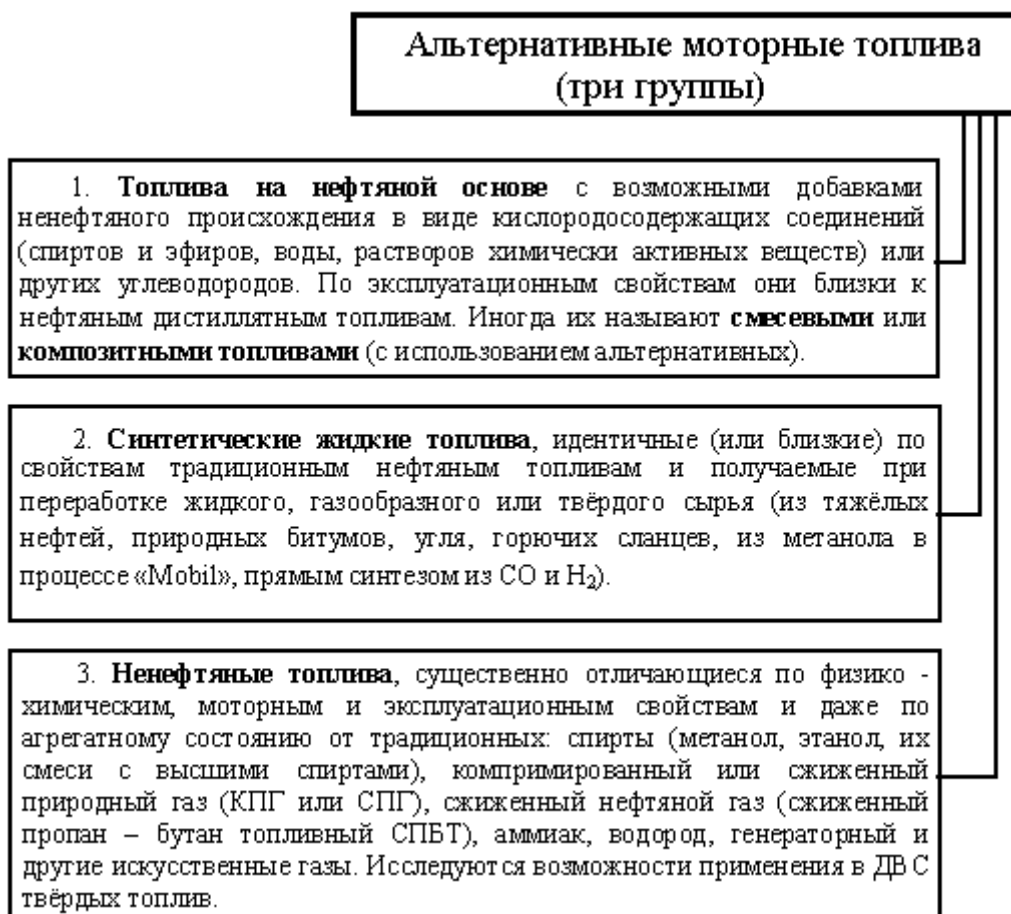 Альтернативные моторные топлива
(три группы)
1. Топлива на нефтяной основе с возможными добавками
ненефтяного происхождения в виде кислородосодержащих соединений
(спиртов и эфиров, воды, растворов химически активных веществ) или
других углеводородов. По эксплуатационным свойствам они близки к
нефтяным дистиллятным топливам. Иногда их называют смесевыми или
композитными топливами (с использованием альтернативных).
2. Синтетические жидкие топлива, идентичные (или близкие) по
свойствам традиционным нефтяным топливам и получаемые при
переработке жидкого, газообразного или твёрдого сырья (из тяжёлых
нефтей, природных битумов, угля, горючих сланцев, из метанола в
процессе «Mobil», прямым синтезом из CO и H₂).
3. Ненефтяные топлива, существенно отличающиеся по физико -
химическим, моторным и эксплуатационным свойствам и даже по
агрегатному состоянию от традиционных: спирты (метанол, этанол, их
смеси с высшими спиртами), компримированный или сжиженный
природный газ (КПГ или СПГ), сжиженный нефтяной газ (сжиженный
пропан – бутан топливный СПБТ), аммиак, водород, генераторный и
другие искусственные газы. Исследуются возможности применения в ДВС
твёрдых топлив.